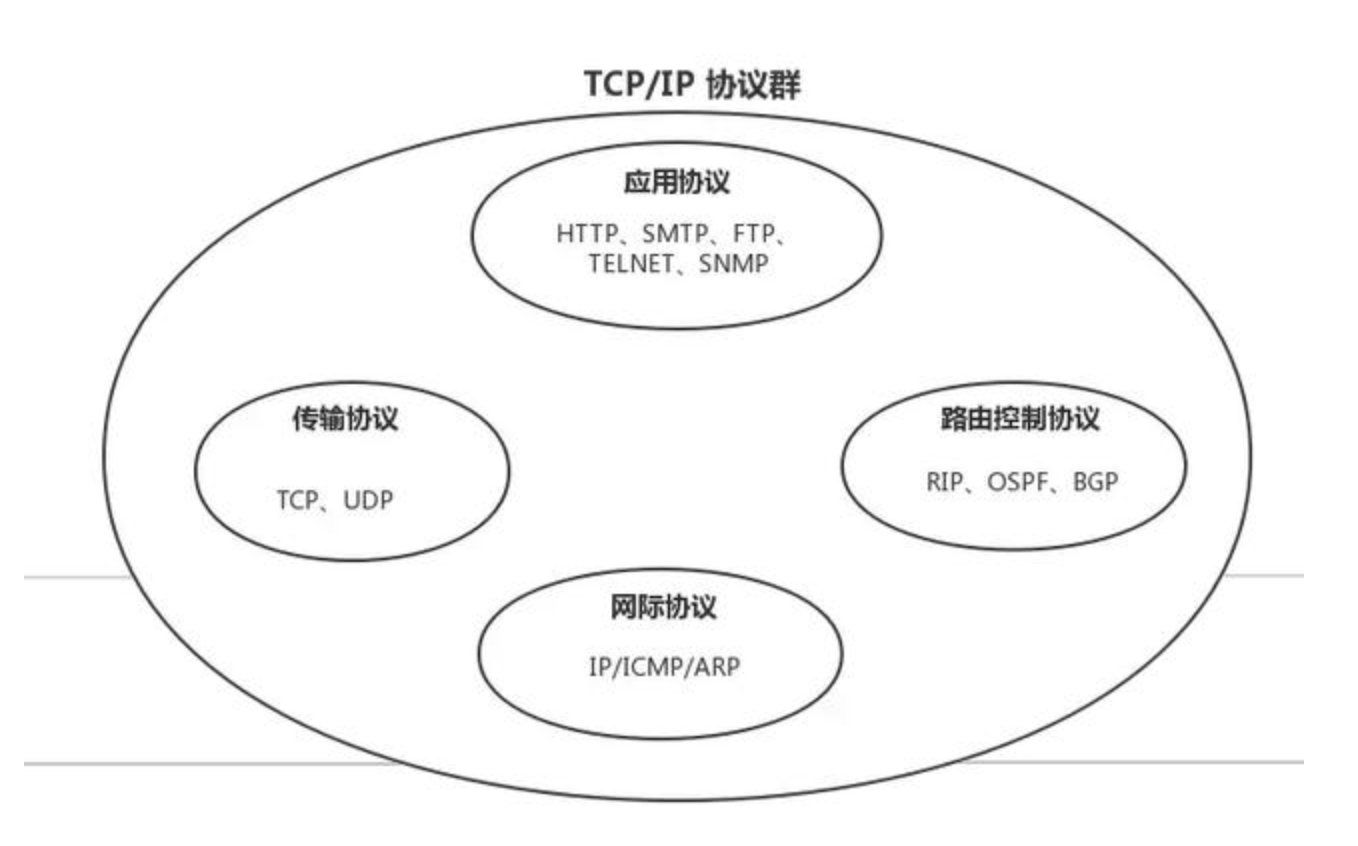 TCP/IP 协议群
应用协议
HTTP、SMTP、FTP、
TELNET、SNMP
传输协议
TCP、UDP
路由控制协议
RIP、OSPF、BGP
网际协议
IP/ICMP/ARP